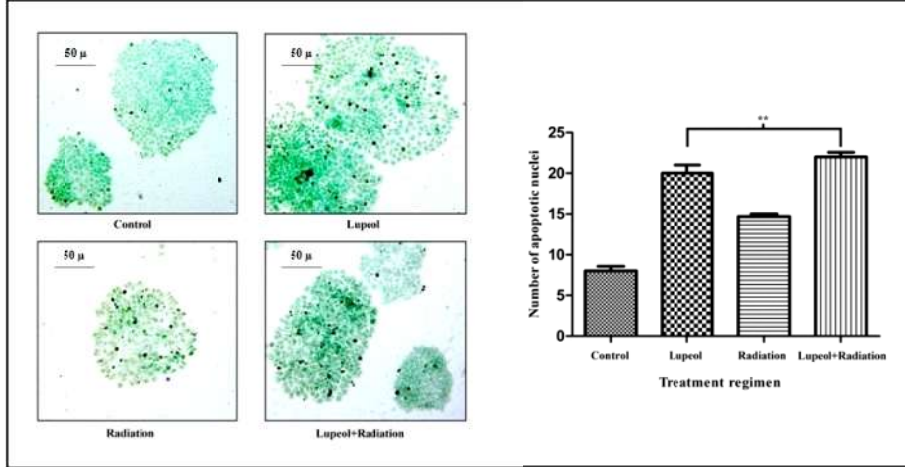 50 μ
50 μ
Control
Lupeol
50 μ
50 μ
Radiation
Lupeol+Radiation
**
25
20
15
10
5
0
Number of apoptotic nuclei
Control Lupeol Radiation Lupeol+Radiation
Treatment regimen